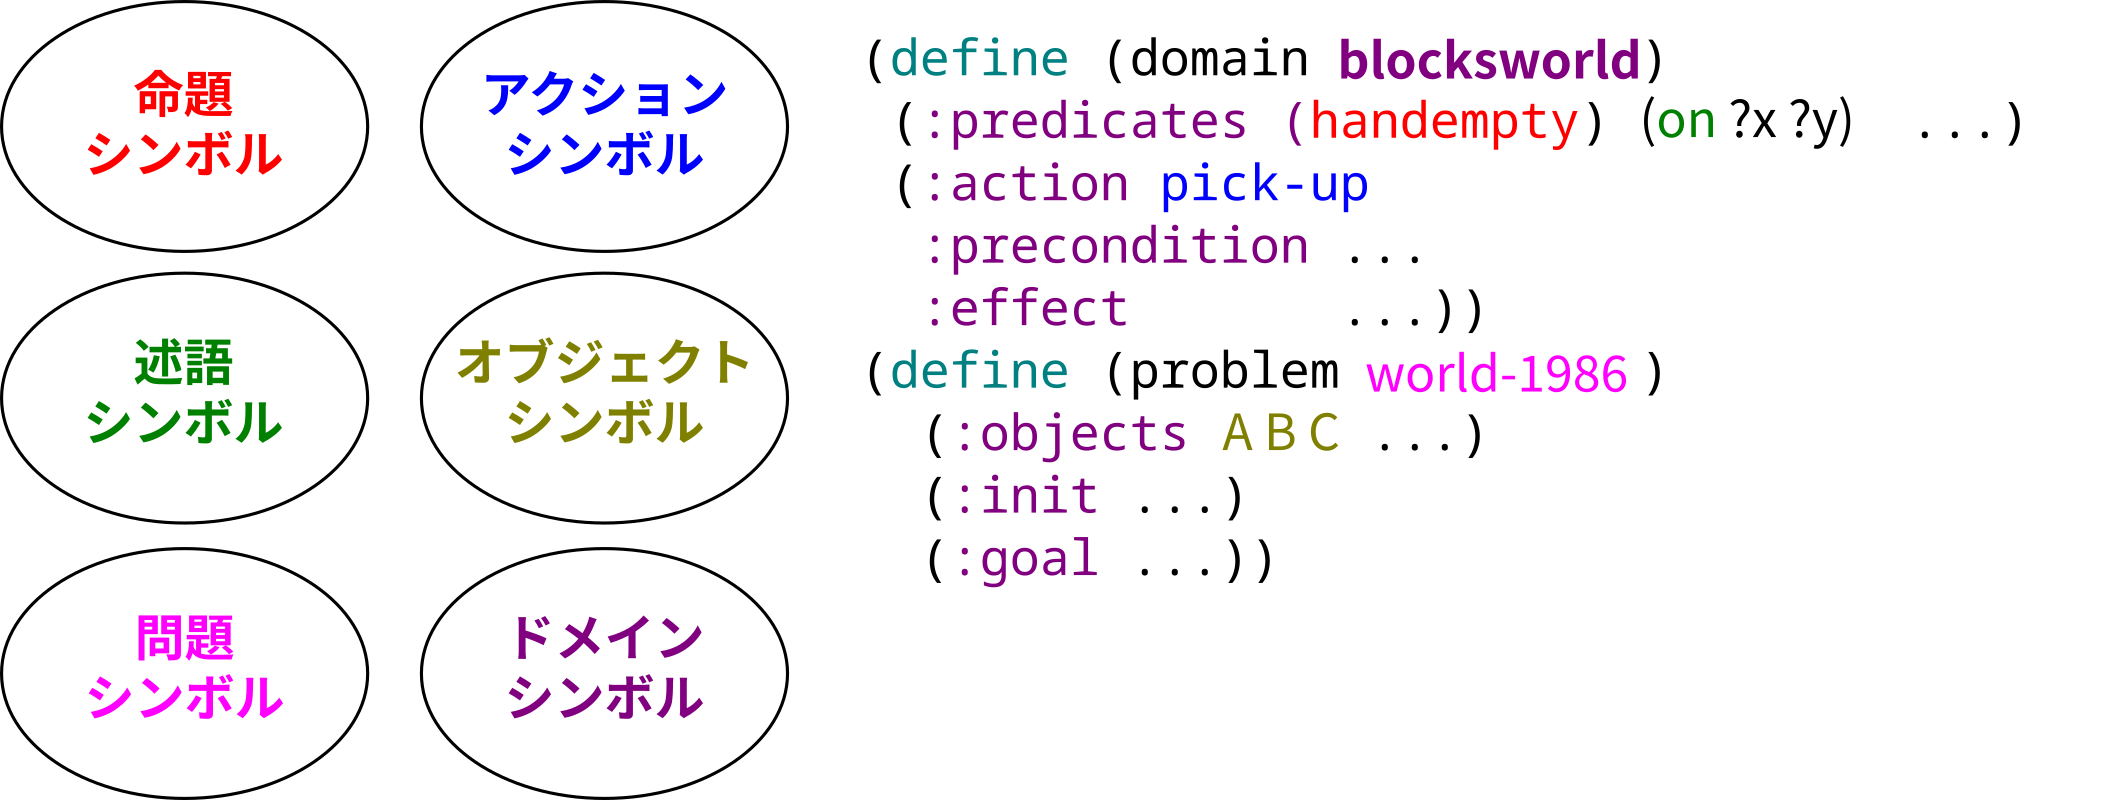 命題
シンボル
アクション
シンボル
述語
シンボル
オブジェクト
シンボル
問題
シンボル
ドメイン
シンボル
(define (domain blocksworld)
(:predicates (handempty) (on ?x ?y) ...)
(:action pick-up
:precondition ...
:effect ...))
(define (problem world-1986 )
(:objects A B C ...)
(:init ...)
(:goal ...))